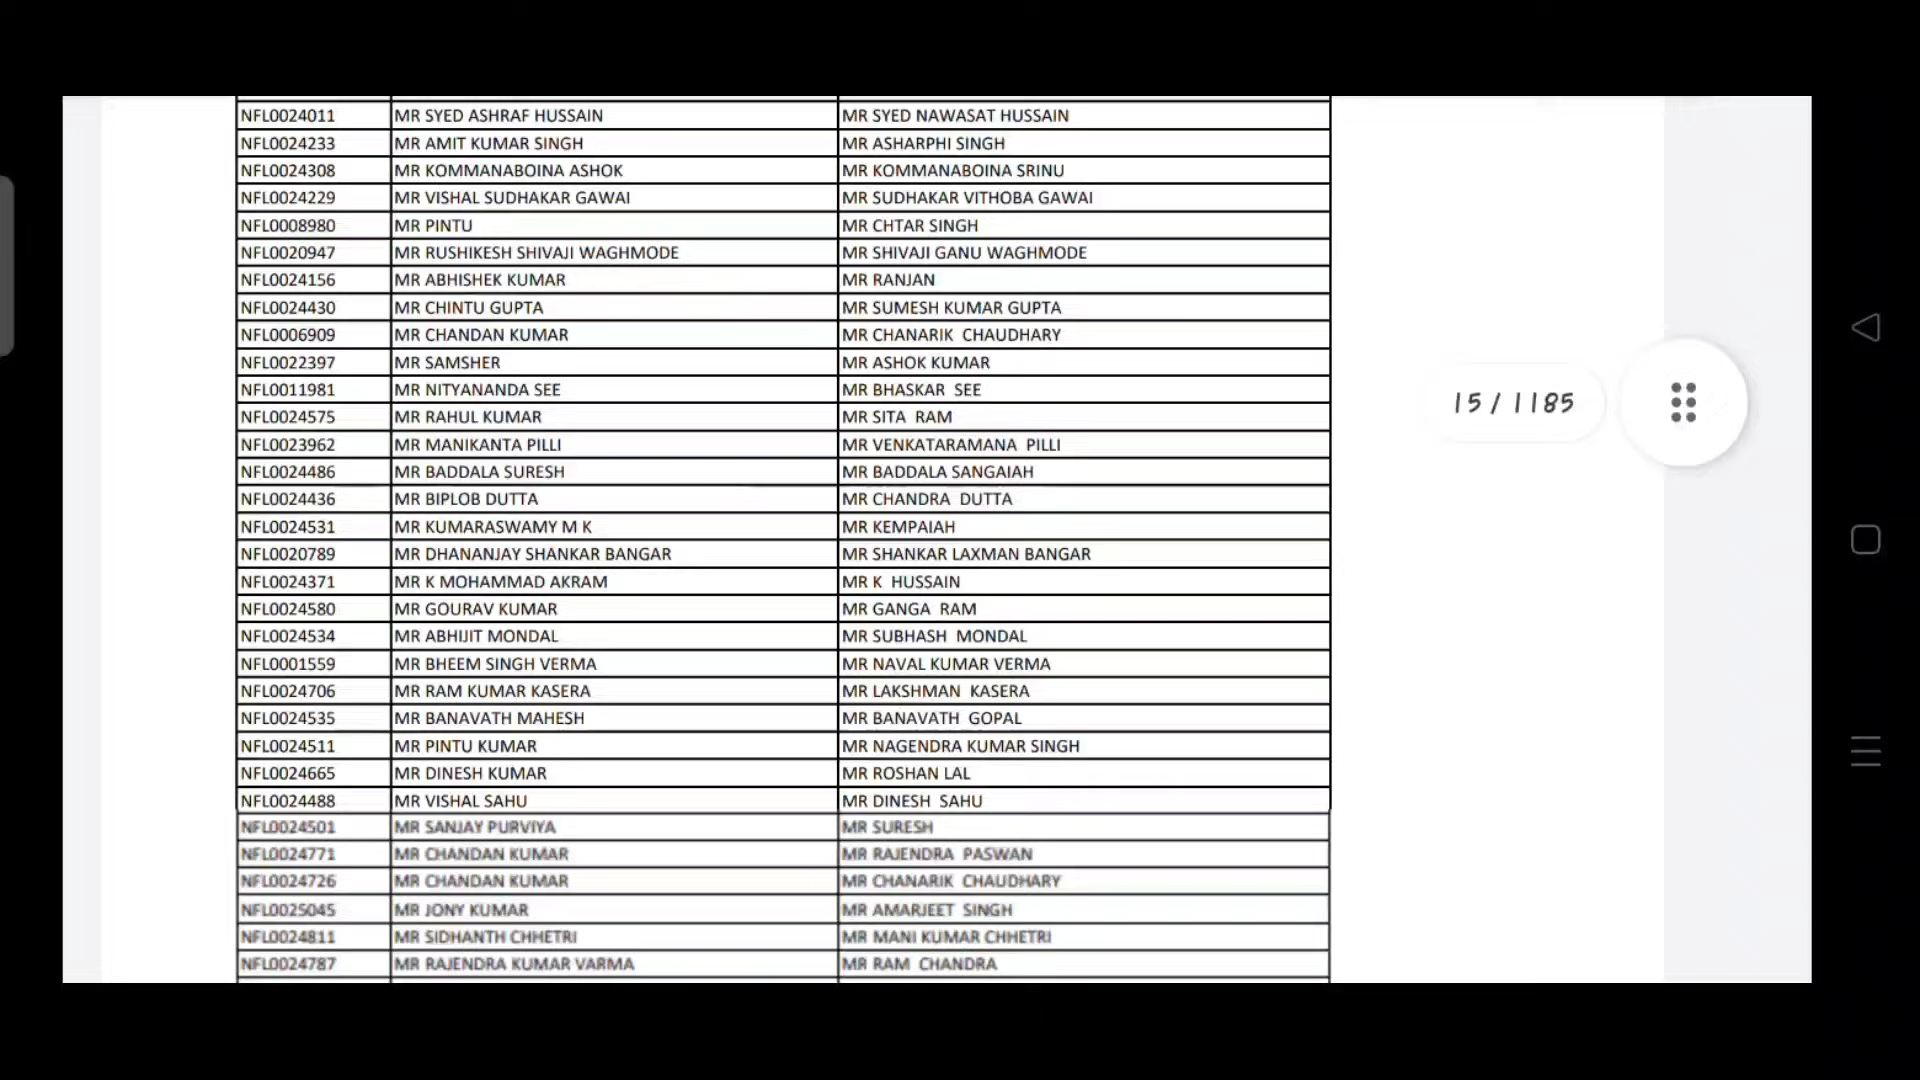 NFL0024011 MR SYED ASHRAF HUSSAIN MR SYED NAWASAT HUSSAIN
NFL0024233 MR AMIT KUMAR SINGH MR ASHARPHI SINGH
NFL0024308 MR KOMMANABOINA ASHOK MR KOMMANABOINA SRINU
NFL0024229 MR VISHAL SUDHAKAR GAWAI MR SUDHAKAR VITHOBA GAWAI
NFL0008980 MR PINTU MR CHTAR SINGH
NFL0020947 MR RUSHIKESH SHIVAJI WAGHMODE MR SHIVAJI GANU WAGHMODE
NFL0024156 MR ABHISHEK KUMAR MR RANJAN
NFL0024430 MR CHINTU GUPTA MR SUMESH KUMAR GUPTA
NFL0006909 MR CHANDAN KUMAR MR CHANARIK CHAUDHARY
NFL0022397 MR SAMSHER MR ASHOK KUMAR
NFL0011981 MR NITYANANDA SEE MR BHASKAR SEE
15 / 1185
NFL0024575 MR RAHUL KUMAR MR SITA RAM
NFL0023962 MR MANIKANTA PILLI MR VENKATARAMANA PILLI
NFL0024486 MR BADDALA SURESH MR BADDALA SANGAIAH
NFL0024436 MR BIPLOB DUTTA MR CHANDRA DUTTA
NFL0024531 MR KUMARASWAMY M K MR KEMPAIAH
NFL0020789 MR DHANANJAY SHANKAR BANGAR MR SHANKAR LAXMAN BANGAR
NFL0024371 MR K MOHAMMAD AKRAM MR K HUSSAIN
NFL0024580 MR GOURAV KUMAR MR GANGA RAM
NFL0024534 MR ABHIJIT MONDAL MR SUBHASH MONDAL
NFL0001559 MR BHEEM SINGH VERMA MR NAVAL KUMAR VERMA
NFL0024706 MR RAM KUMAR KASERA MR LAKSHMAN KASERA
NFL0024535 MR BANAVATH MAHESH MR BANAVATH GOPAL
NFL0024511 MR PINTU KUMAR MR NAGENDRA KUMAR SINGH
NFL0024665 MR DINESH KUMAR MR ROSHAN LAL
NFL0024488 MR VISHAL SAHU MR DINESH SAHU
NFL0024501 MR SANJAY PURVIYA MR SURESH
NFL0024771 MR CHANDAN KUMAR MR RAJENDRA PASWAN
NFL0024726 MR CHANDAN KUMAR MR CHANARIK CHAUDHARY
NFL0025045 MR JONY KUMAR MR AMARJEET SINGH
NFL0024811 MR SIDHANTH CHHETRI MR MANI KUMAR CHHETRI
NFL0024787 MR RAJENDRA KUMAR VARMA MR RAM CHANDRA